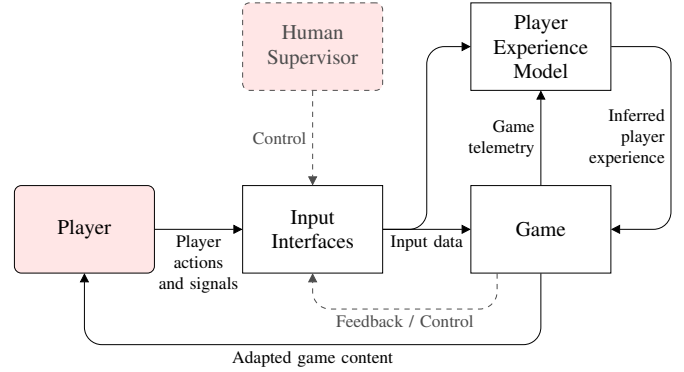 Human
Supervisor
Player
Experience
Model
Control
Game
telemetry
Inferred
player
experience
Player
Player
actions
and signals
Input
Interfaces
Input data
Game
Feedback / Control
Adapted game content